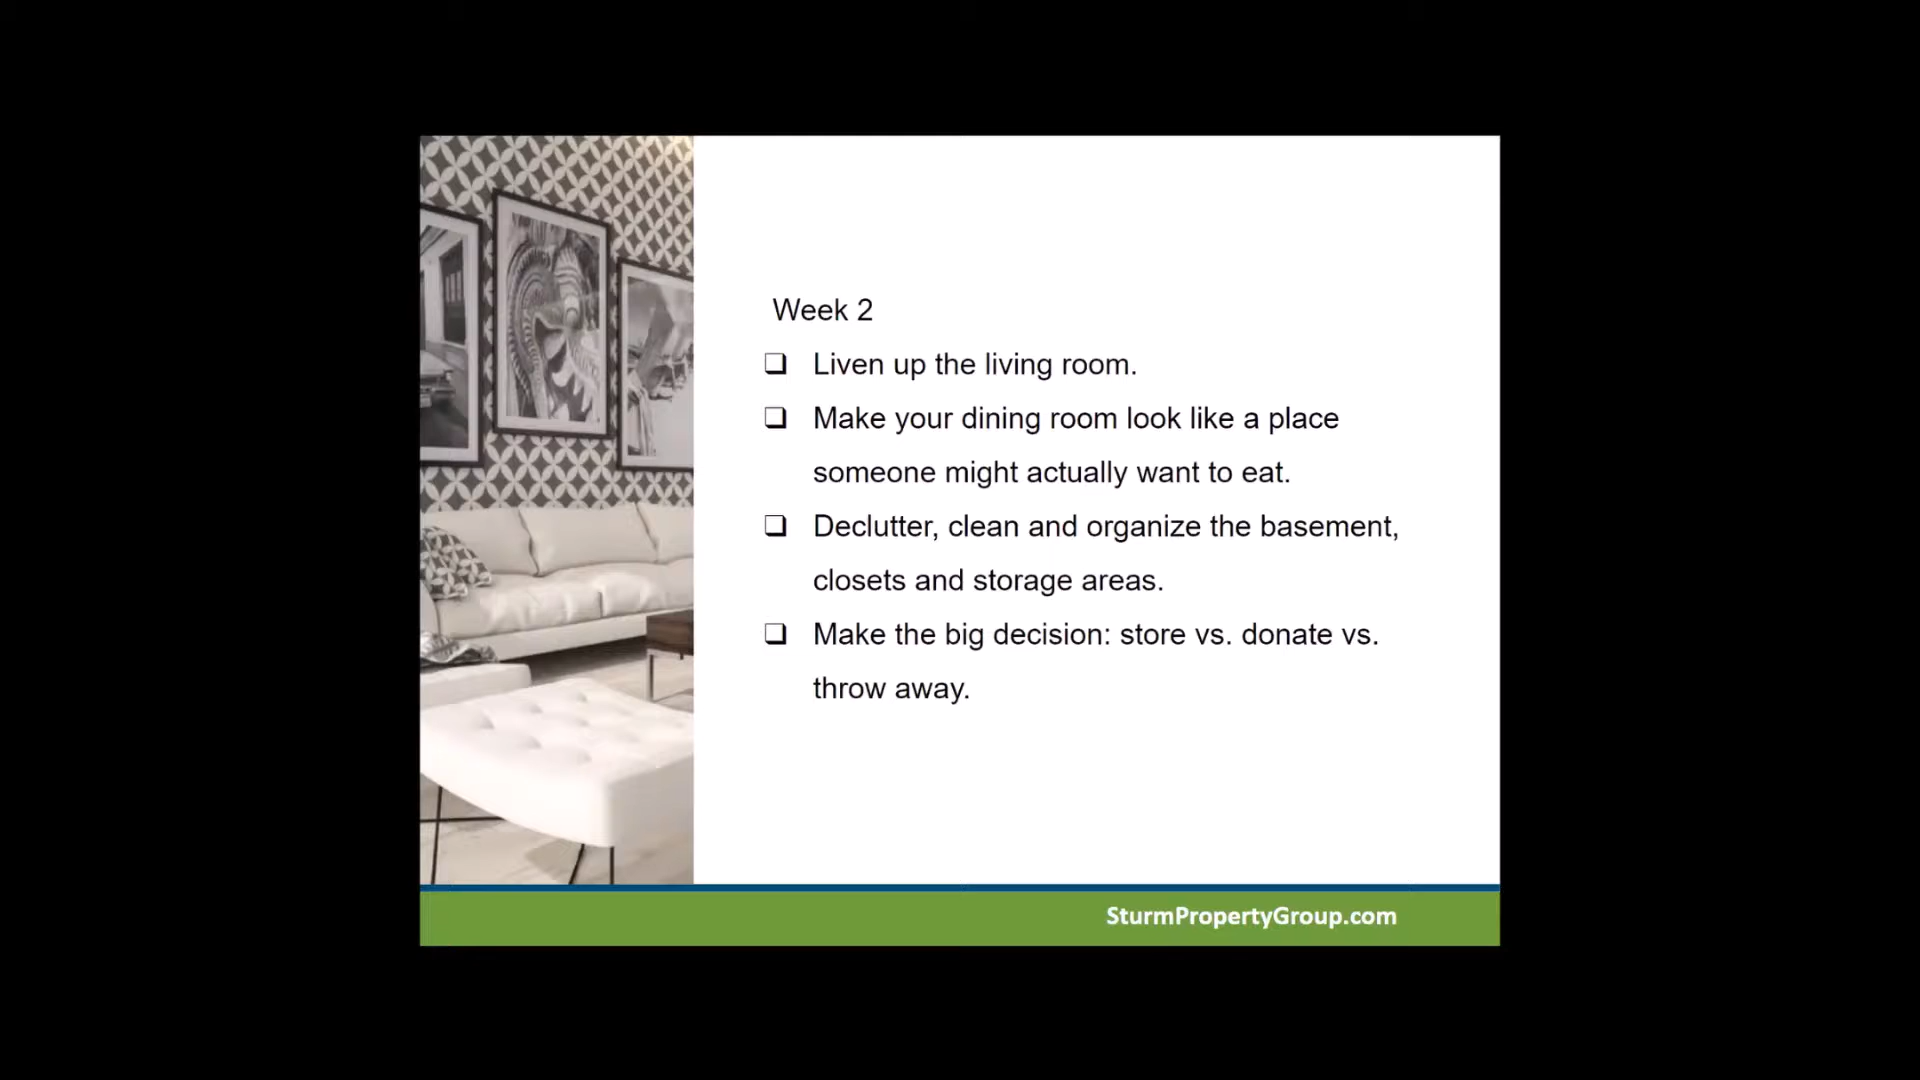 Week 2
❑ Liven up the living room.
❑ Make your dining room look like a place
someone might actually want to eat.
❑ Declutter, clean and organize the basement,
closets and storage areas.
❑ Make the big decision: store vs. donate vs.
throw away.
SturmPropertyGroup.com